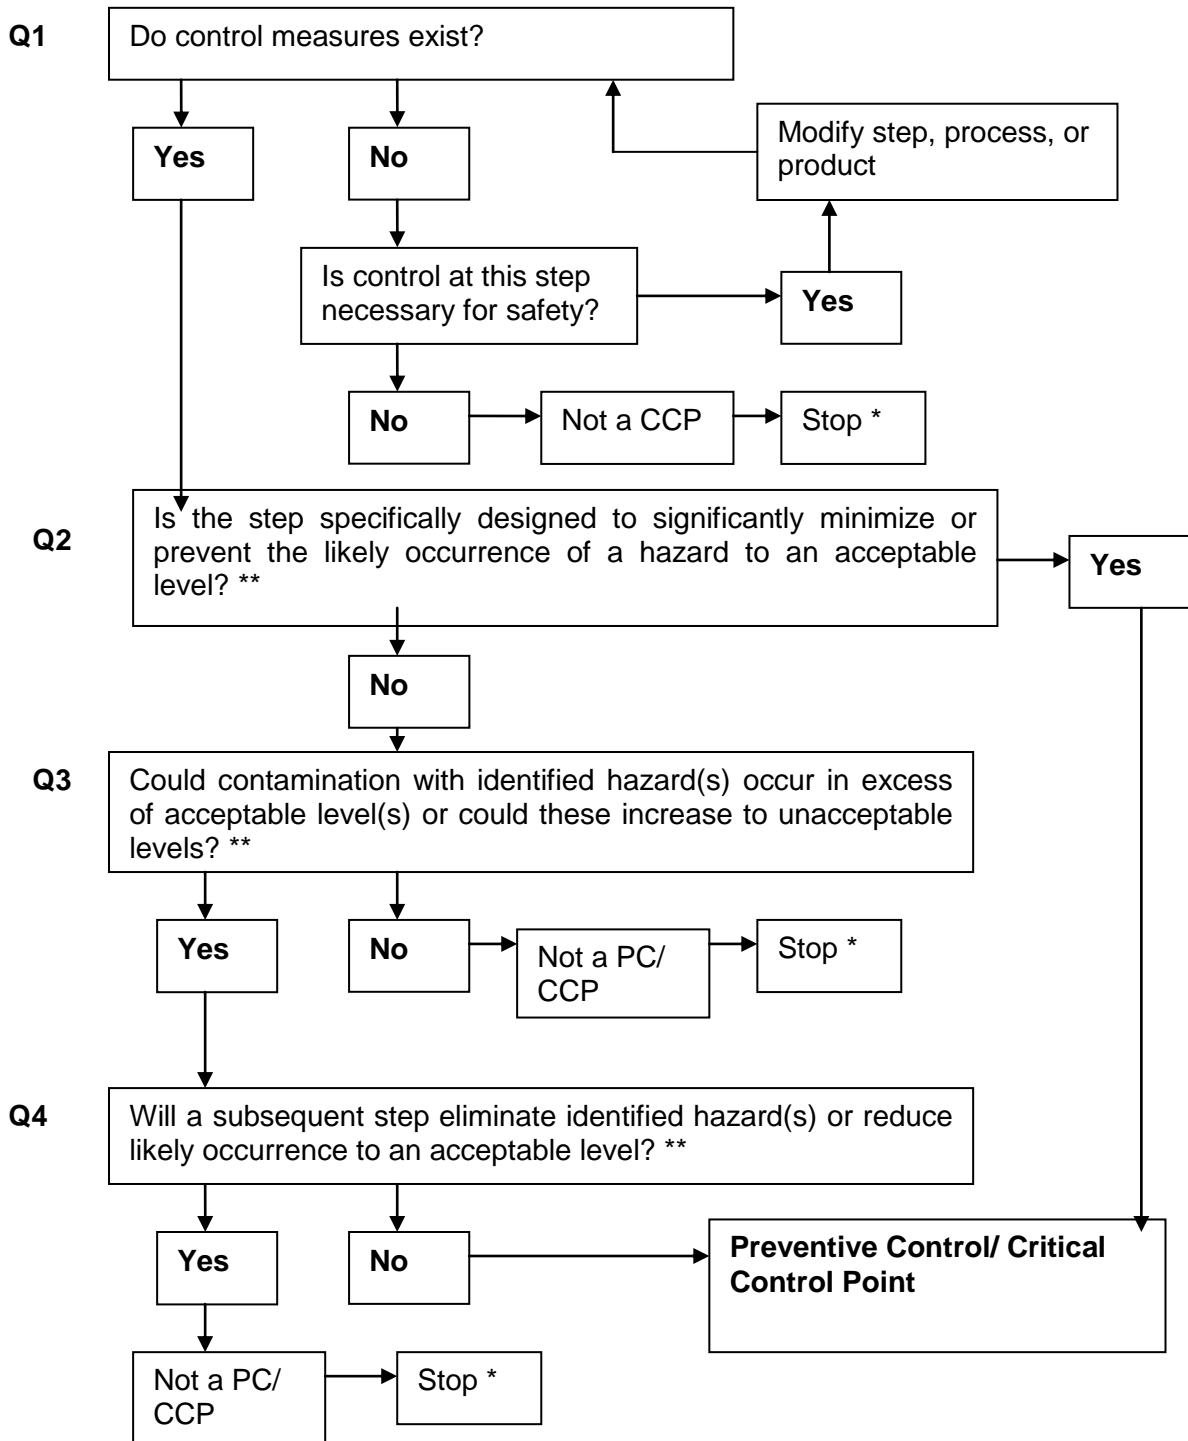 Q1
Do control measures exist?
Modify step, process, or
product
Yes
No
Is control at this step
necessary for safety?
Yes
No
Not a CCP
Stop *
Q2
Is the step specifically designed to significantly minimize or
prevent the likely occurrence of a hazard to an acceptable
level? **
Yes
No
Q3
Could contamination with identified hazard(s) occur in excess
of acceptable level(s) or could these increase to unacceptable
levels? **
Yes
No
Not a PC/
CCP
Stop *
Q4
Will a subsequent step eliminate identified hazard(s) or reduce
likely occurrence to an acceptable level? **
Yes
No
Preventive Control/ Critical
Control Point
Not a PC/
CCP
Stop *